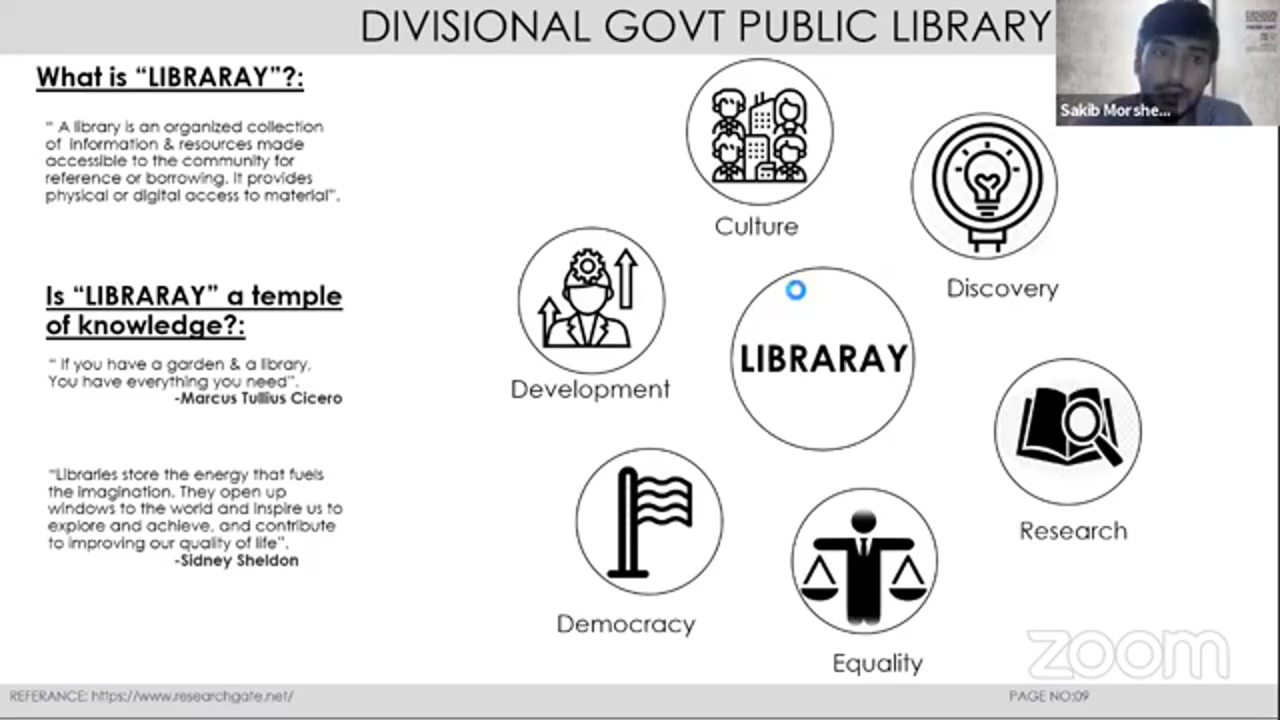 DIVISIONAL GOVT PUBLIC LIBRARY
Sakib Morshe...
What is “LIBRARAY”?:
“ A library is an organized collection
of information & resources made
accessible to the community for
reference or borrowing. It provides
physical or digital access to material”.
Is “LIBRARAY” a temple
of knowledge?:
“ If you have a garden & a library,
You have everything you need”.
-Marcus Tullius Cicero
“Libraries store the energy that fuels
the imagination. They open up
windows to the world and inspire us to
explore and achieve, and contribute
to improving our quality of life”.
-Sidney Sheldon
Culture
Discovery
Development
LIBRARAY
Research
Democracy
Equality
zoom
REFERANCE: https://www.researchgate.net/
PAGE NO:09